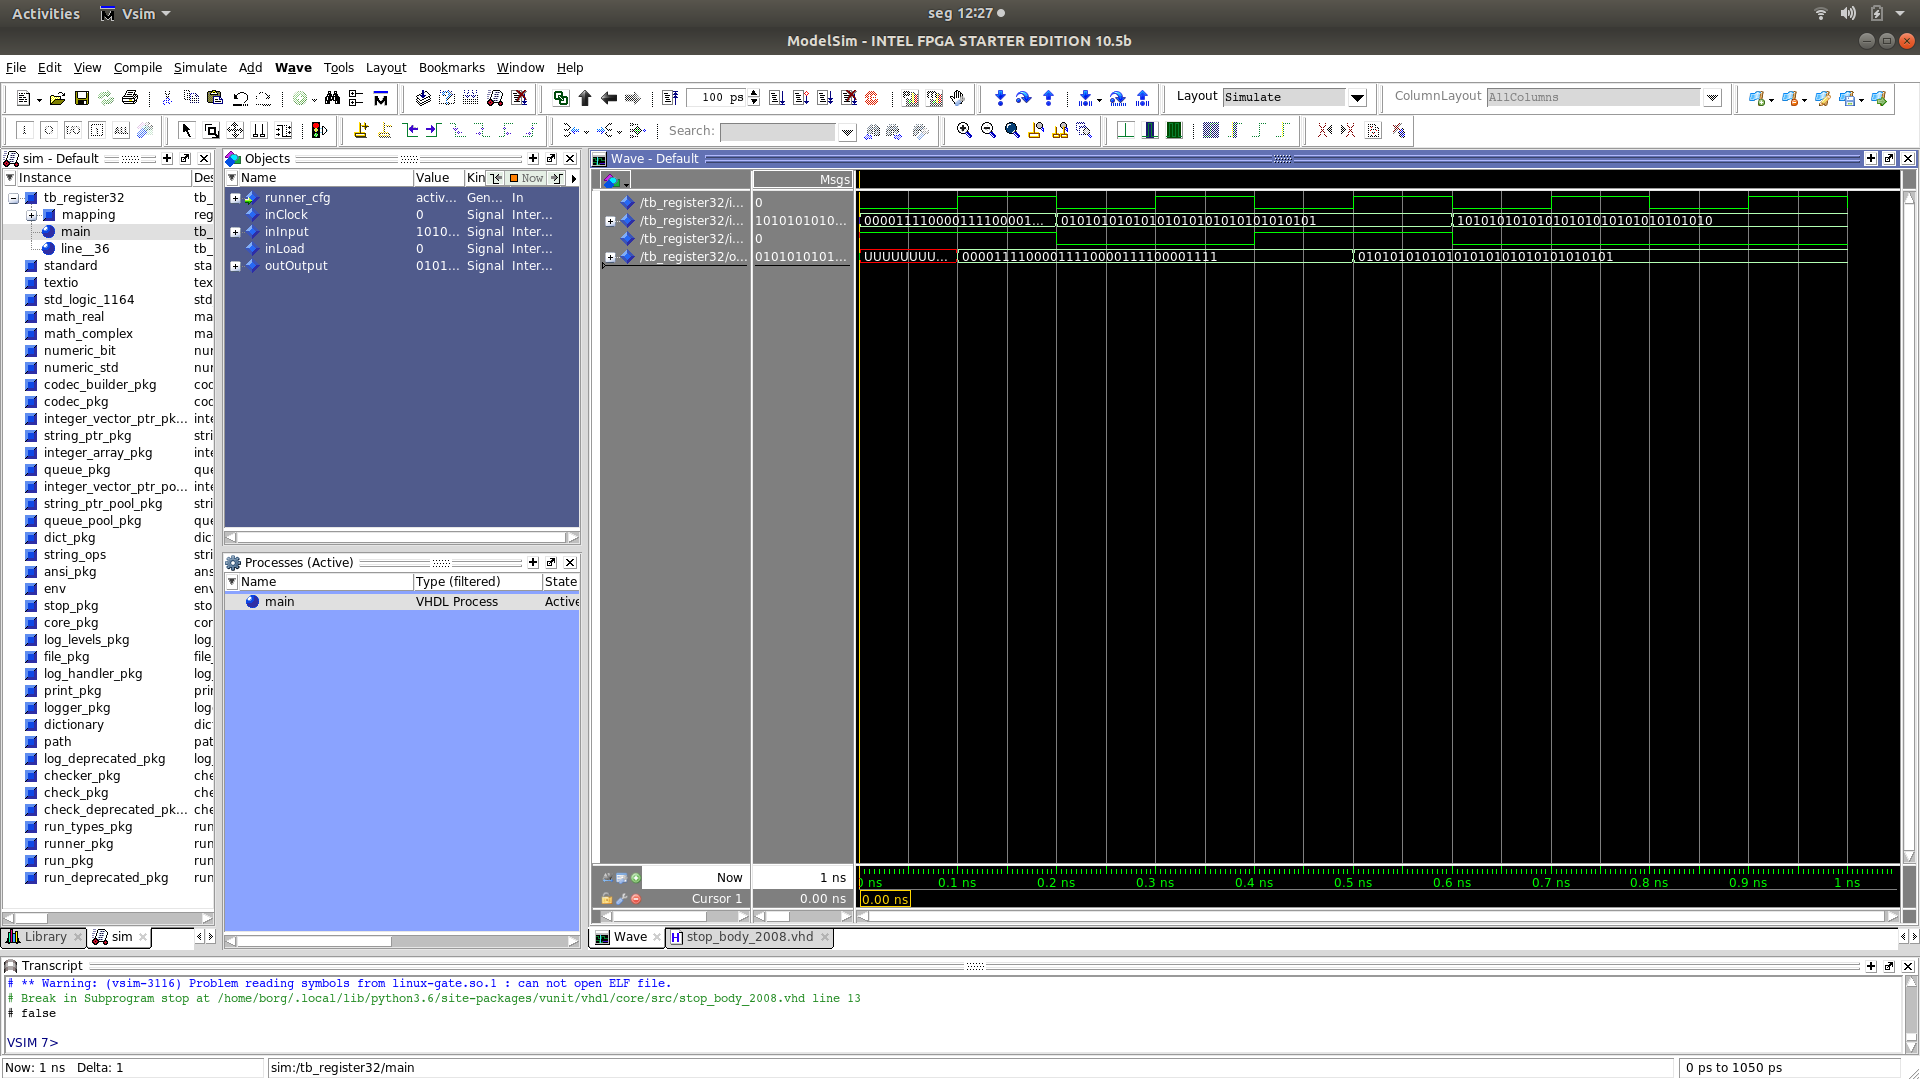 Activities Vsim seg 12:27
ModelSim - INTEL FPGA STARTER EDITION 10.5b
File Edit View Compile Simulate Add Wave Tools Layout Bookmarks Window Help
100 ps Layout Simulate ColumnLayout AllColumns
Search:
sim - Default
Instance Des
tb_register32 tb_
mapping reg
main tb_
line__36 tb_
standard sta
textio tex
std_logic_1164 std
math_real ma
math_complex ma
numeric_bit nur
numeric_std nur
codec_builder_pkg coc
codec_pkg coc
integer_vector_ptr_pk... inte
string_ptr_pkg stri
integer_array_pkg inte
queue_pkg que
integer_vector_ptr_po... inte
string_ptr_pool_pkg stri
queue_pool_pkg que
dict_pkg dic
string_ops stri
ansi_pkg ans
env env
stop_pkg sto
core_pkg cor
log_levels_pkg log_
file_pkg file_
log_handler_pkg log_
print_pkg prir
logger_pkg log
dictionary dic
path pat
log_deprecated_pkg log_
checker_pkg che
check_pkg che
check_deprecated_pk... che
run_types_pkg run
runner_pkg run
run_pkg run
run_deprecated_pkg run
Library sim
Objects
Name Value Kin Now
runner_cfg activ... Gen... In
inClock 0 Signal Inter...
inInput 1010... Signal Inter...
inLoad 0 Signal Inter...
outOutput 0101... Signal Inter...
Processes (Active)
Name Type (filtered) State
main VHDL Process Active
Wave - Default
Msgs
/tb_register32/i... 0
/tb_register32/i... 1010101010... 000011110000111100001... 01010101010101010101010101010101 10101010101010101010101010101010
/tb_register32/i... 0
/tb_register32/o... 0101010101... UUUUUUUU... 00001111000011110000111100001111 01010101010101010101010101010101
Now 1 ns ns 0.1 ns 0.2 ns 0.3 ns 0.4 ns 0.5 ns 0.6 ns 0.7 ns 0.8 ns 0.9 ns 1 ns
Cursor 1 0.00 ns 0.00 ns
Wave stop_body_2008.vhd
Transcript
# ** Warning: (vsim-3116) Problem reading symbols from linux-gate.so.1 : can not open ELF file.
# Break in Subprogram stop at /home/borg/.local/lib/python3.6/site-packages/vunit/vhdl/core/src/stop_body_2008.vhd line 13
# false
VSIM 7>
Now: 1 ns Delta: 1 sim:/tb_register32/main 0 ps to 1050 ps